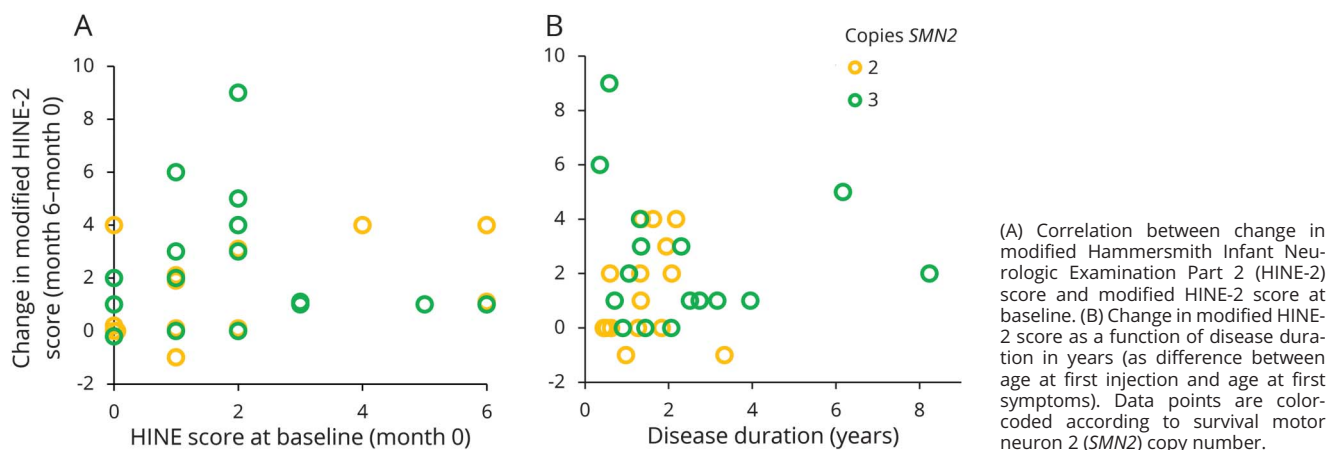 A
Change in modified HINE-2
score (month 6–month 0)
10
8
6
4
2
0
-2
0
2
4
6
HINE score at baseline (month 0)
B
10
8
6
4
2
0
-2
0
2
4
6
8
Disease duration (years)
Copies SMN2
2
3
(A) Correlation between change in
modified Hammersmith Infant Neu-
rologic Examination Part 2 (HINE-2)
score and modified HINE-2 score at
baseline. (B) Change in modified HINE-
2 score as a function of disease dura-
tion in years (as difference between
age at first injection and age at first
symptoms). Data points are color-
coded according to survival motor
neuron 2 (SMN2) copy number.